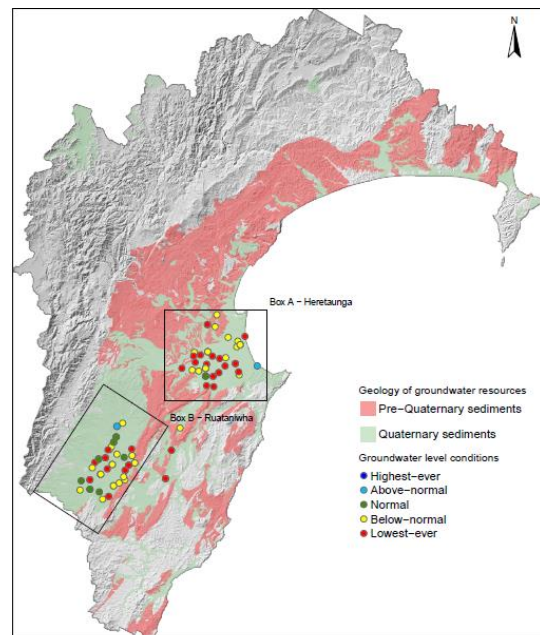 N
Box A – Heretaunga
Box B – Ruataniwha
Geology of groundwater resources
Pre–Quaternary sediments
Quaternary sediments
Groundwater level conditions
Highest–ever
Above–normal
Normal
Below–normal
Lowest–ever